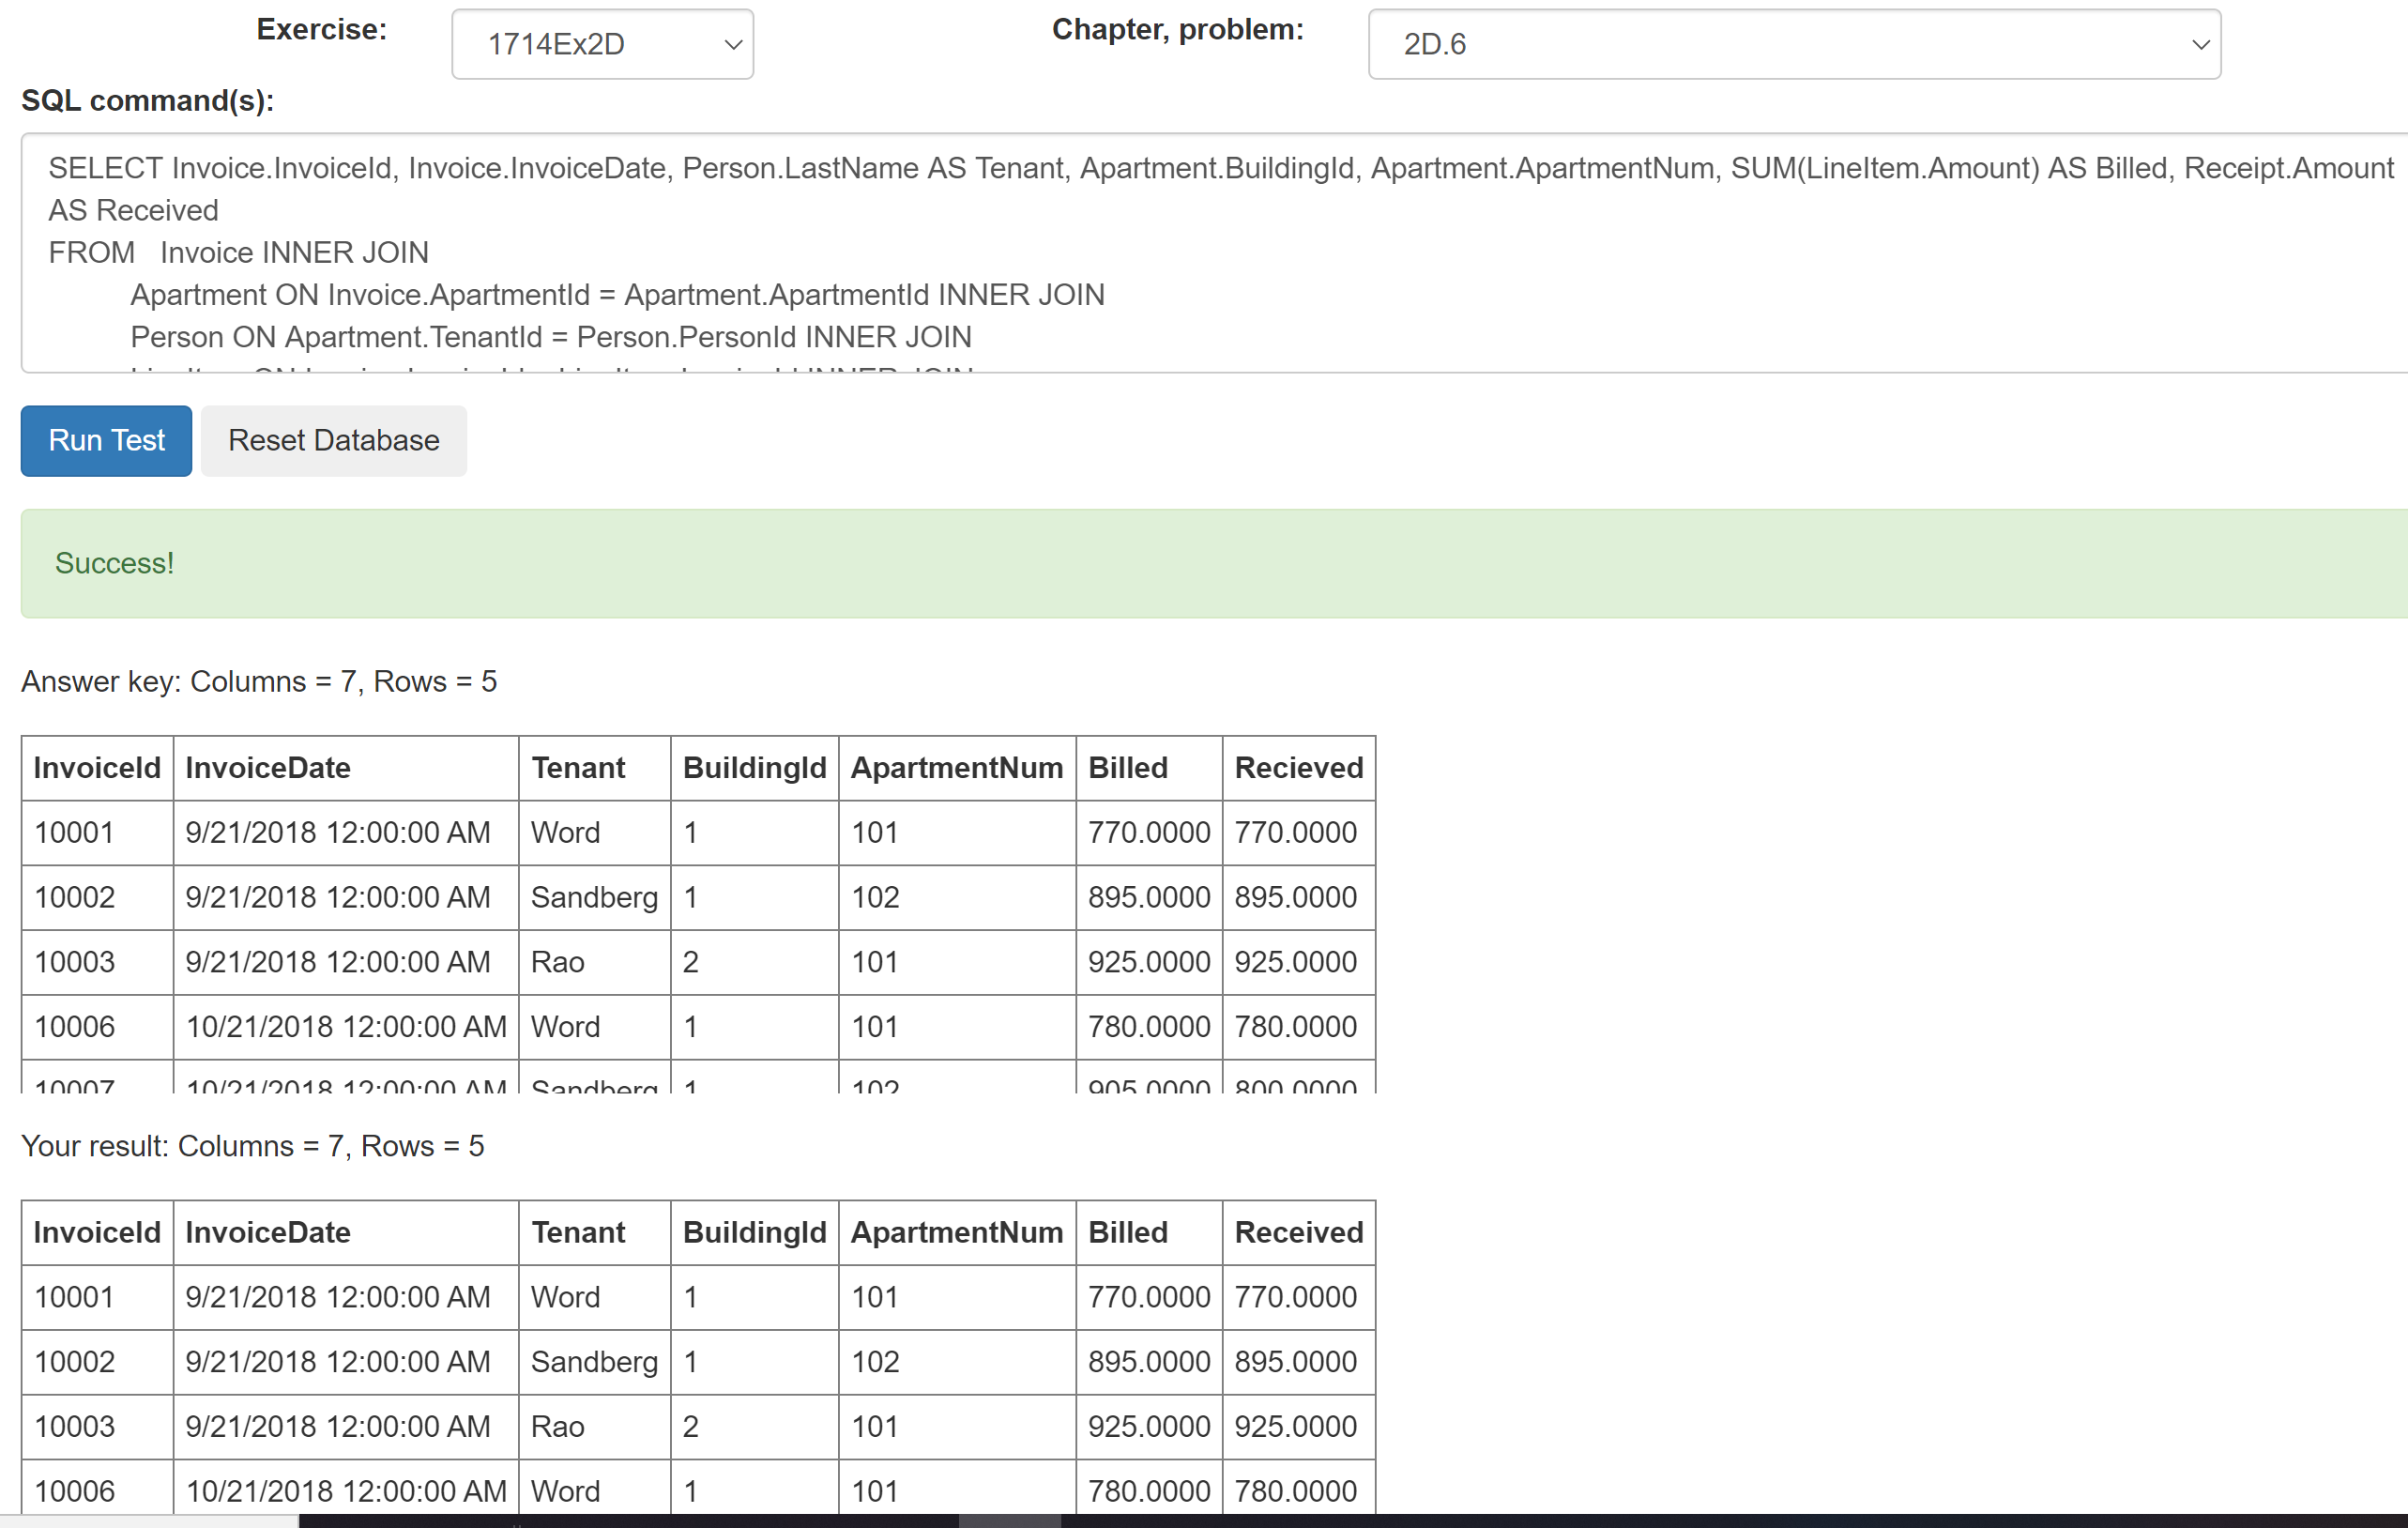 Exercise: 1714Ex2D Chapter, problem: 2D.6
SQL command(s):
SELECT Invoice.InvoiceId, Invoice.InvoiceDate, Person.LastName AS Tenant, Apartment.BuildingId, Apartment.ApartmentNum, SUM(LineItem.Amount) AS Billed, Receipt.Amount
AS Received
FROM Invoice INNER JOIN
Apartment ON Invoice.ApartmentId = Apartment.ApartmentId INNER JOIN
Person ON Apartment.TenantId = Person.PersonId INNER JOIN
Run Test Reset Database
Success!
Answer key: Columns = 7, Rows = 5
InvoiceId InvoiceDate Tenant BuildingId ApartmentNum Billed Recieved
10001 9/21/2018 12:00:00 AM Word 1 101 770.0000 770.0000
10002 9/21/2018 12:00:00 AM Sandberg 1 102 895.0000 895.0000
10003 9/21/2018 12:00:00 AM Rao 2 101 925.0000 925.0000
10006 10/21/2018 12:00:00 AM Word 1 101 780.0000 780.0000
10007 10/21/2018 12:00:00 AM Sandberg 1 102 905.0000 800.0000
Your result: Columns = 7, Rows = 5
InvoiceId InvoiceDate Tenant BuildingId ApartmentNum Billed Received
10001 9/21/2018 12:00:00 AM Word 1 101 770.0000 770.0000
10002 9/21/2018 12:00:00 AM Sandberg 1 102 895.0000 895.0000
10003 9/21/2018 12:00:00 AM Rao 2 101 925.0000 925.0000
10006 10/21/2018 12:00:00 AM Word 1 101 780.0000 780.0000